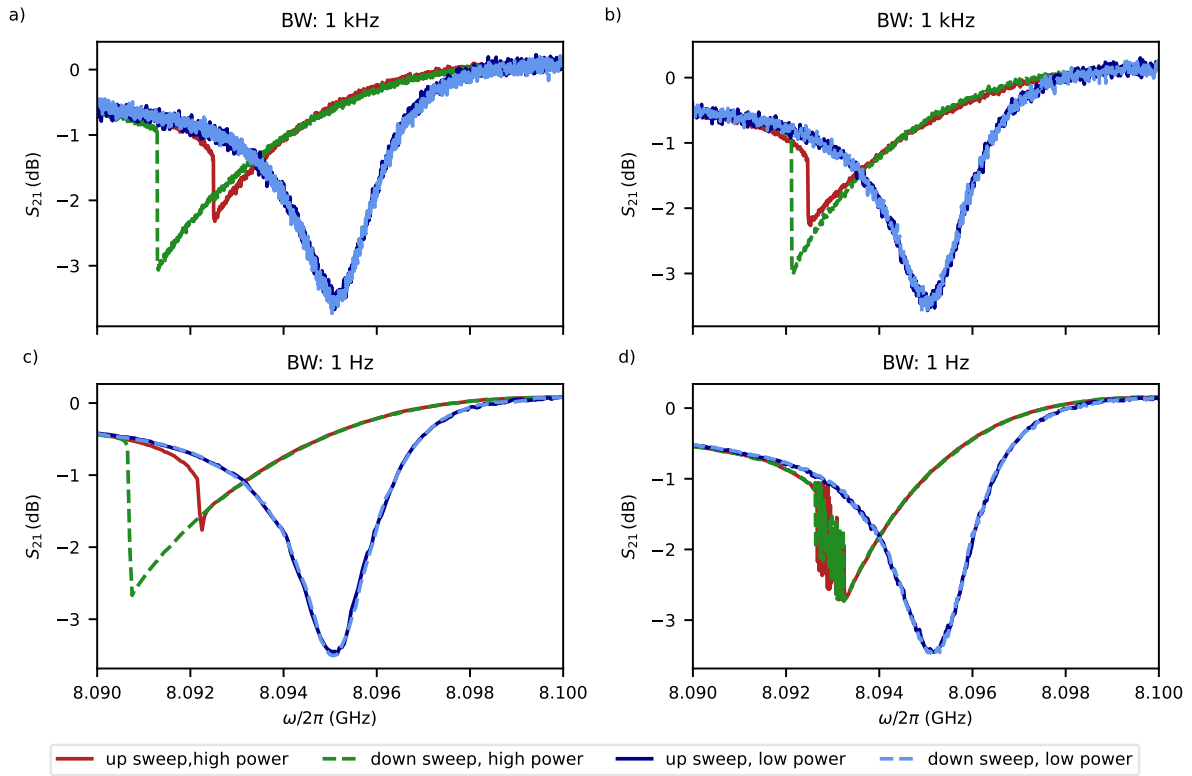 a)
BW: 1 kHz
0
−1
−2
−3
S21 (dB)
b)
BW: 1 kHz
0
−1
−2
−3
S21 (dB)
c)
BW: 1 Hz
0
−1
−2
−3
S21 (dB)
8.090 8.092 8.094 8.096 8.098 8.100
ω/2π (GHz)
d)
BW: 1 Hz
0
−1
−2
−3
S21 (dB)
8.090 8.092 8.094 8.096 8.098 8.100
ω/2π (GHz)
up sweep,high power down sweep, high power up sweep, low power down sweep, low power